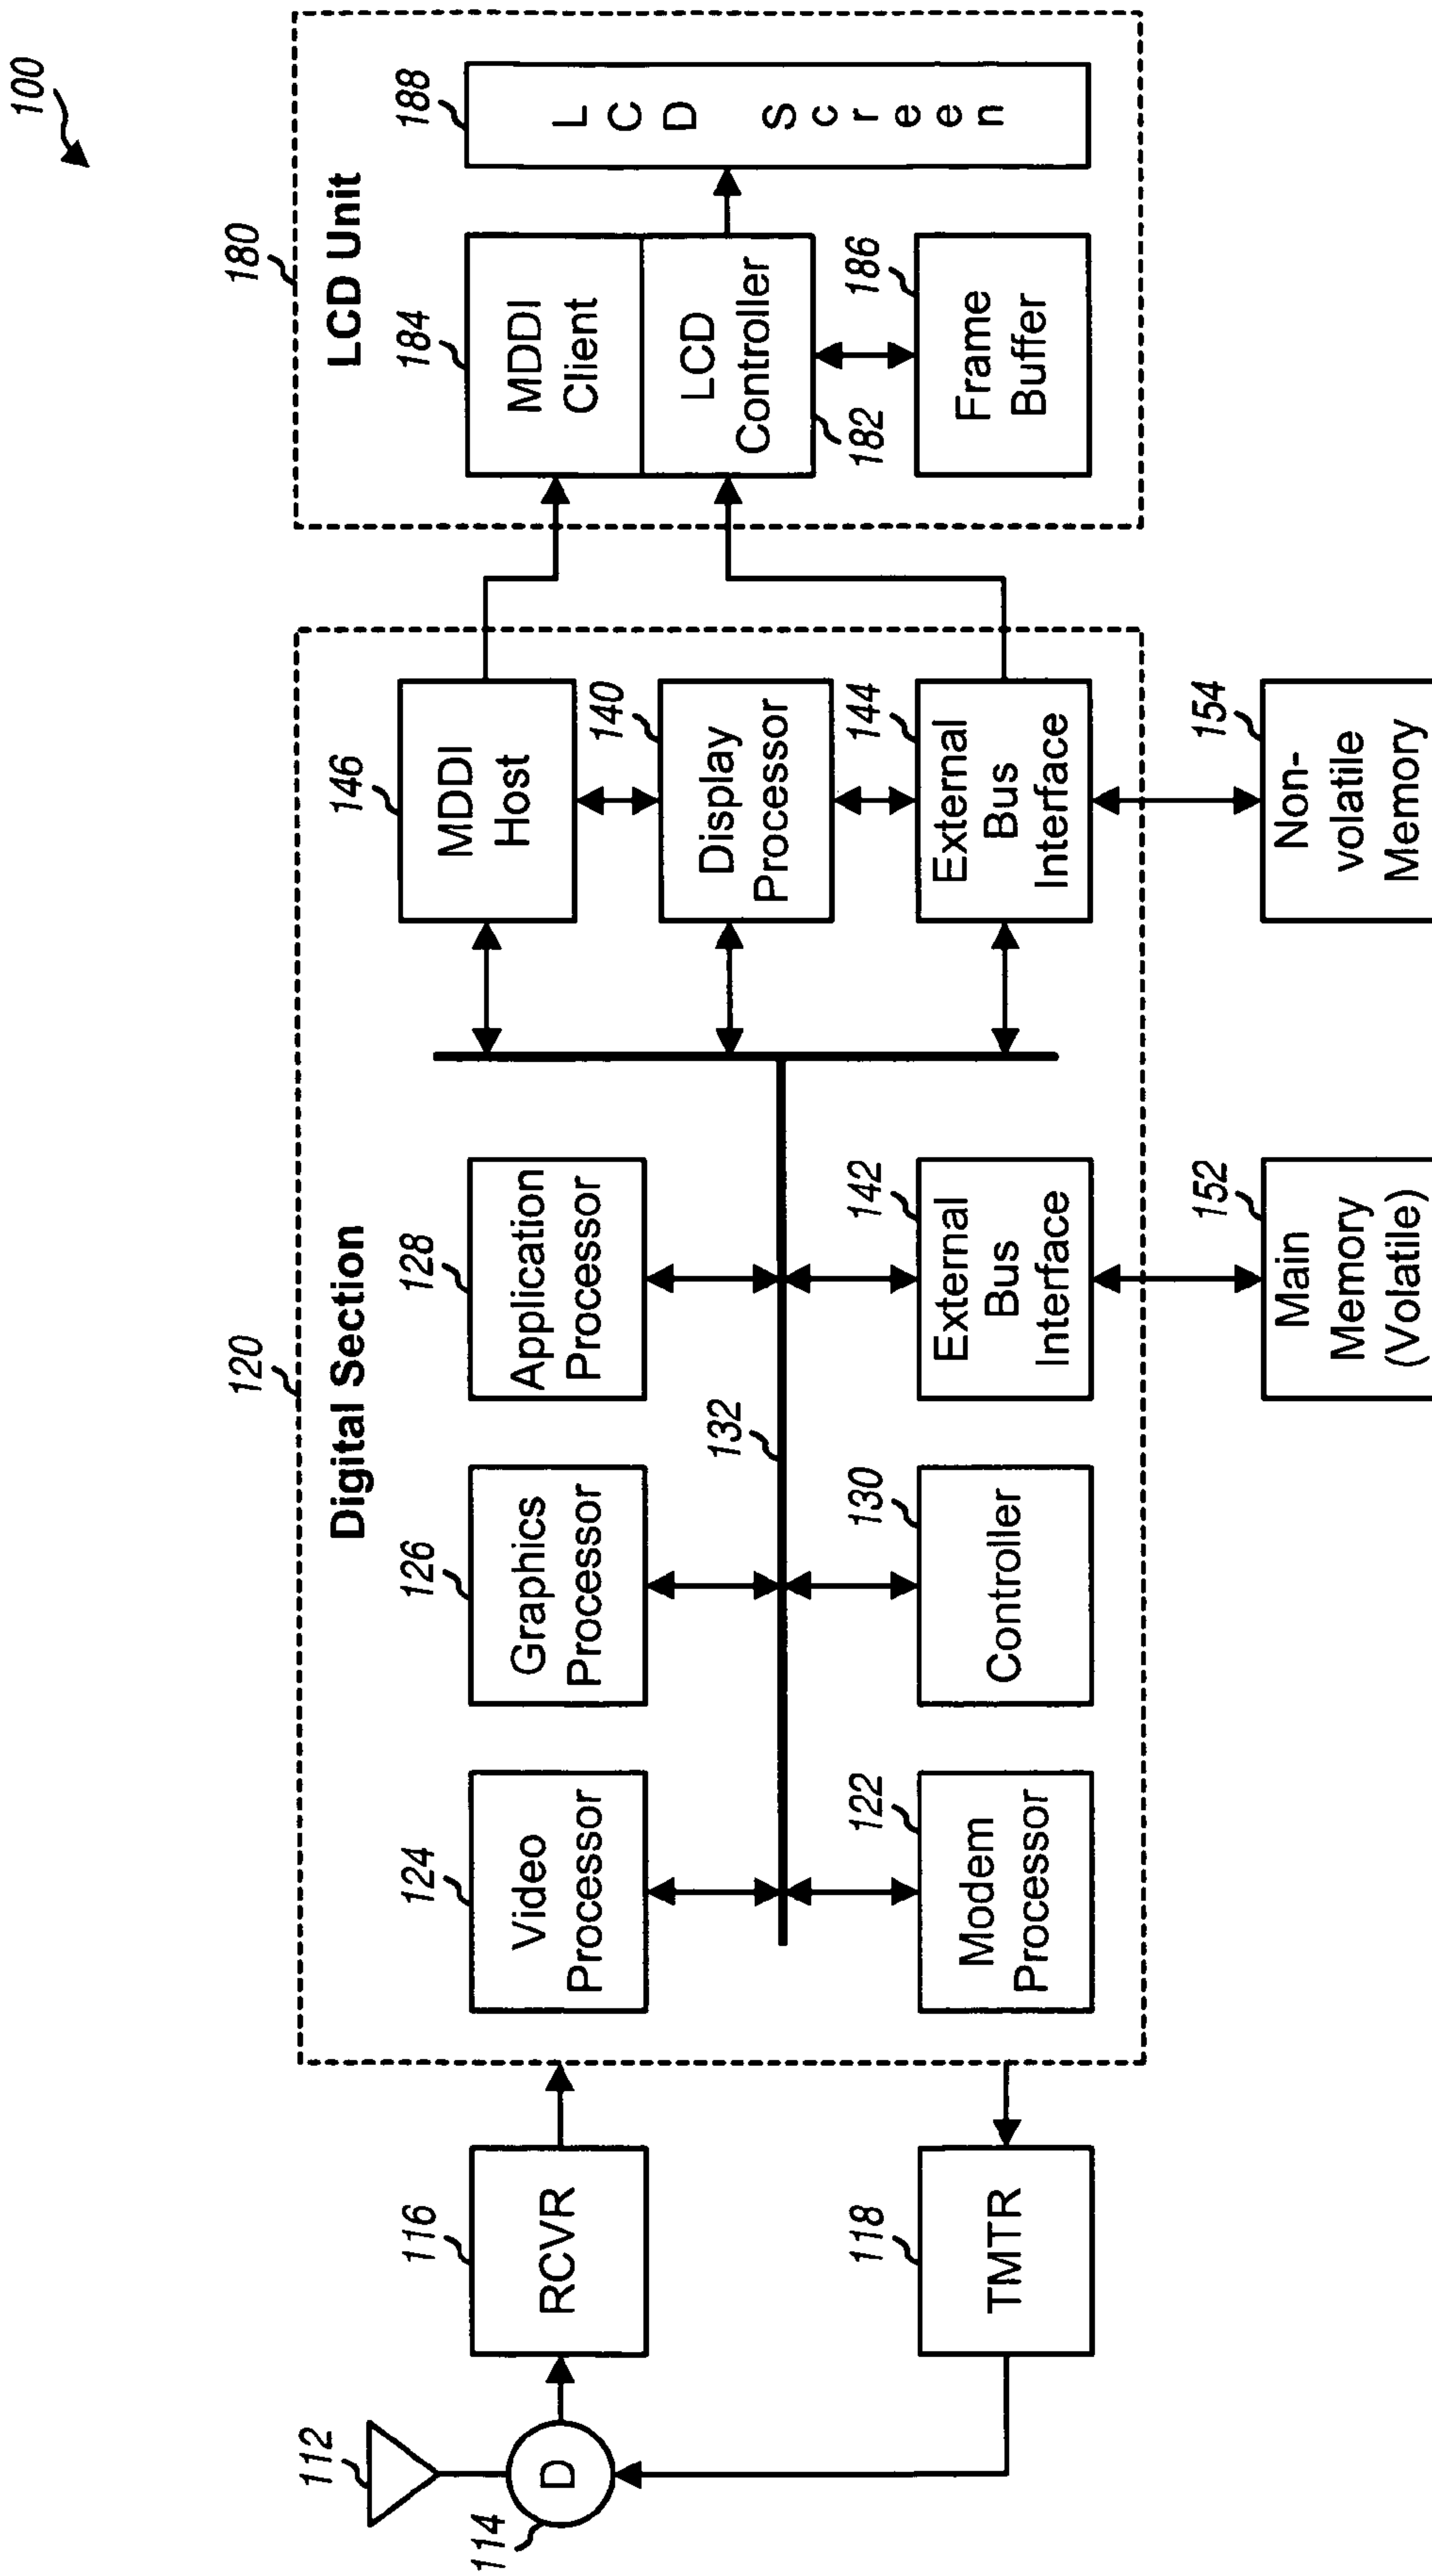 100
180
LCD Unit
120
Digital Section
112
114
D
116
RCVR
118
TMTR
124
Video
Processor
126
Graphics
Processor
128
Application
Processor
132
122
Modem
Processor
130
Controller
142
External
Bus
Interface
146
MDDI
Host
140
Display
Processor
144
External
Bus
Interface
152
Main
Memory
(Volatile)
154
Non-
volatile
Memory
184
MDDI
Client
LCD
Controller
182
186
Frame
Buffer
188
LCD Screen